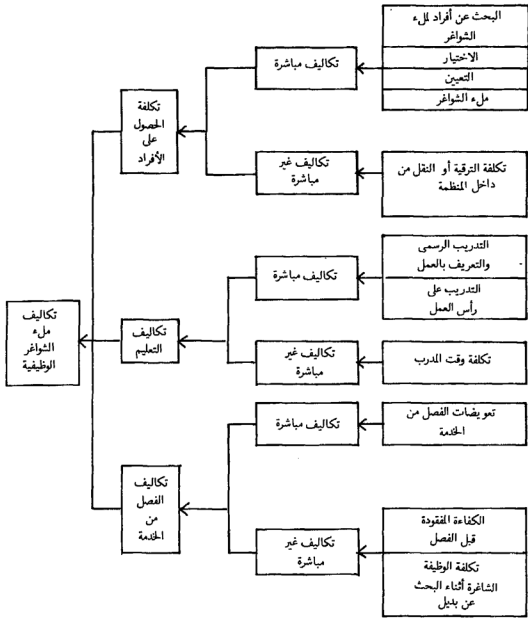 البحث عن أفراد لملء
الشواغر
الاختيار
التعيين
ملء الشواغر
تكاليف مباشرة
تكلفة
الحصول
على
الأفراد
تكاليف غير
مباشرة
تكلفة الترقية أو النقل من
داخل المنظمة
التدريب الرسمى
والتعريف بالعمل
التدريب على
رأس العمل
تكاليف مباشرة
تكاليف
ملء
الشواغر
الوظيفية
تكاليف
التعليم
تكاليف غير
مباشرة
تكلفة وقت المدرب
تعويضات الفصل من
الخدمة
تكاليف مباشرة
تكاليف
الفصل
من
الخدمة
تكاليف غير
مباشرة
الكفاءة المفقودة
قبل الفصل
تكلفة الوظيفة
الشاغرة أثناء البحث
عن بديل